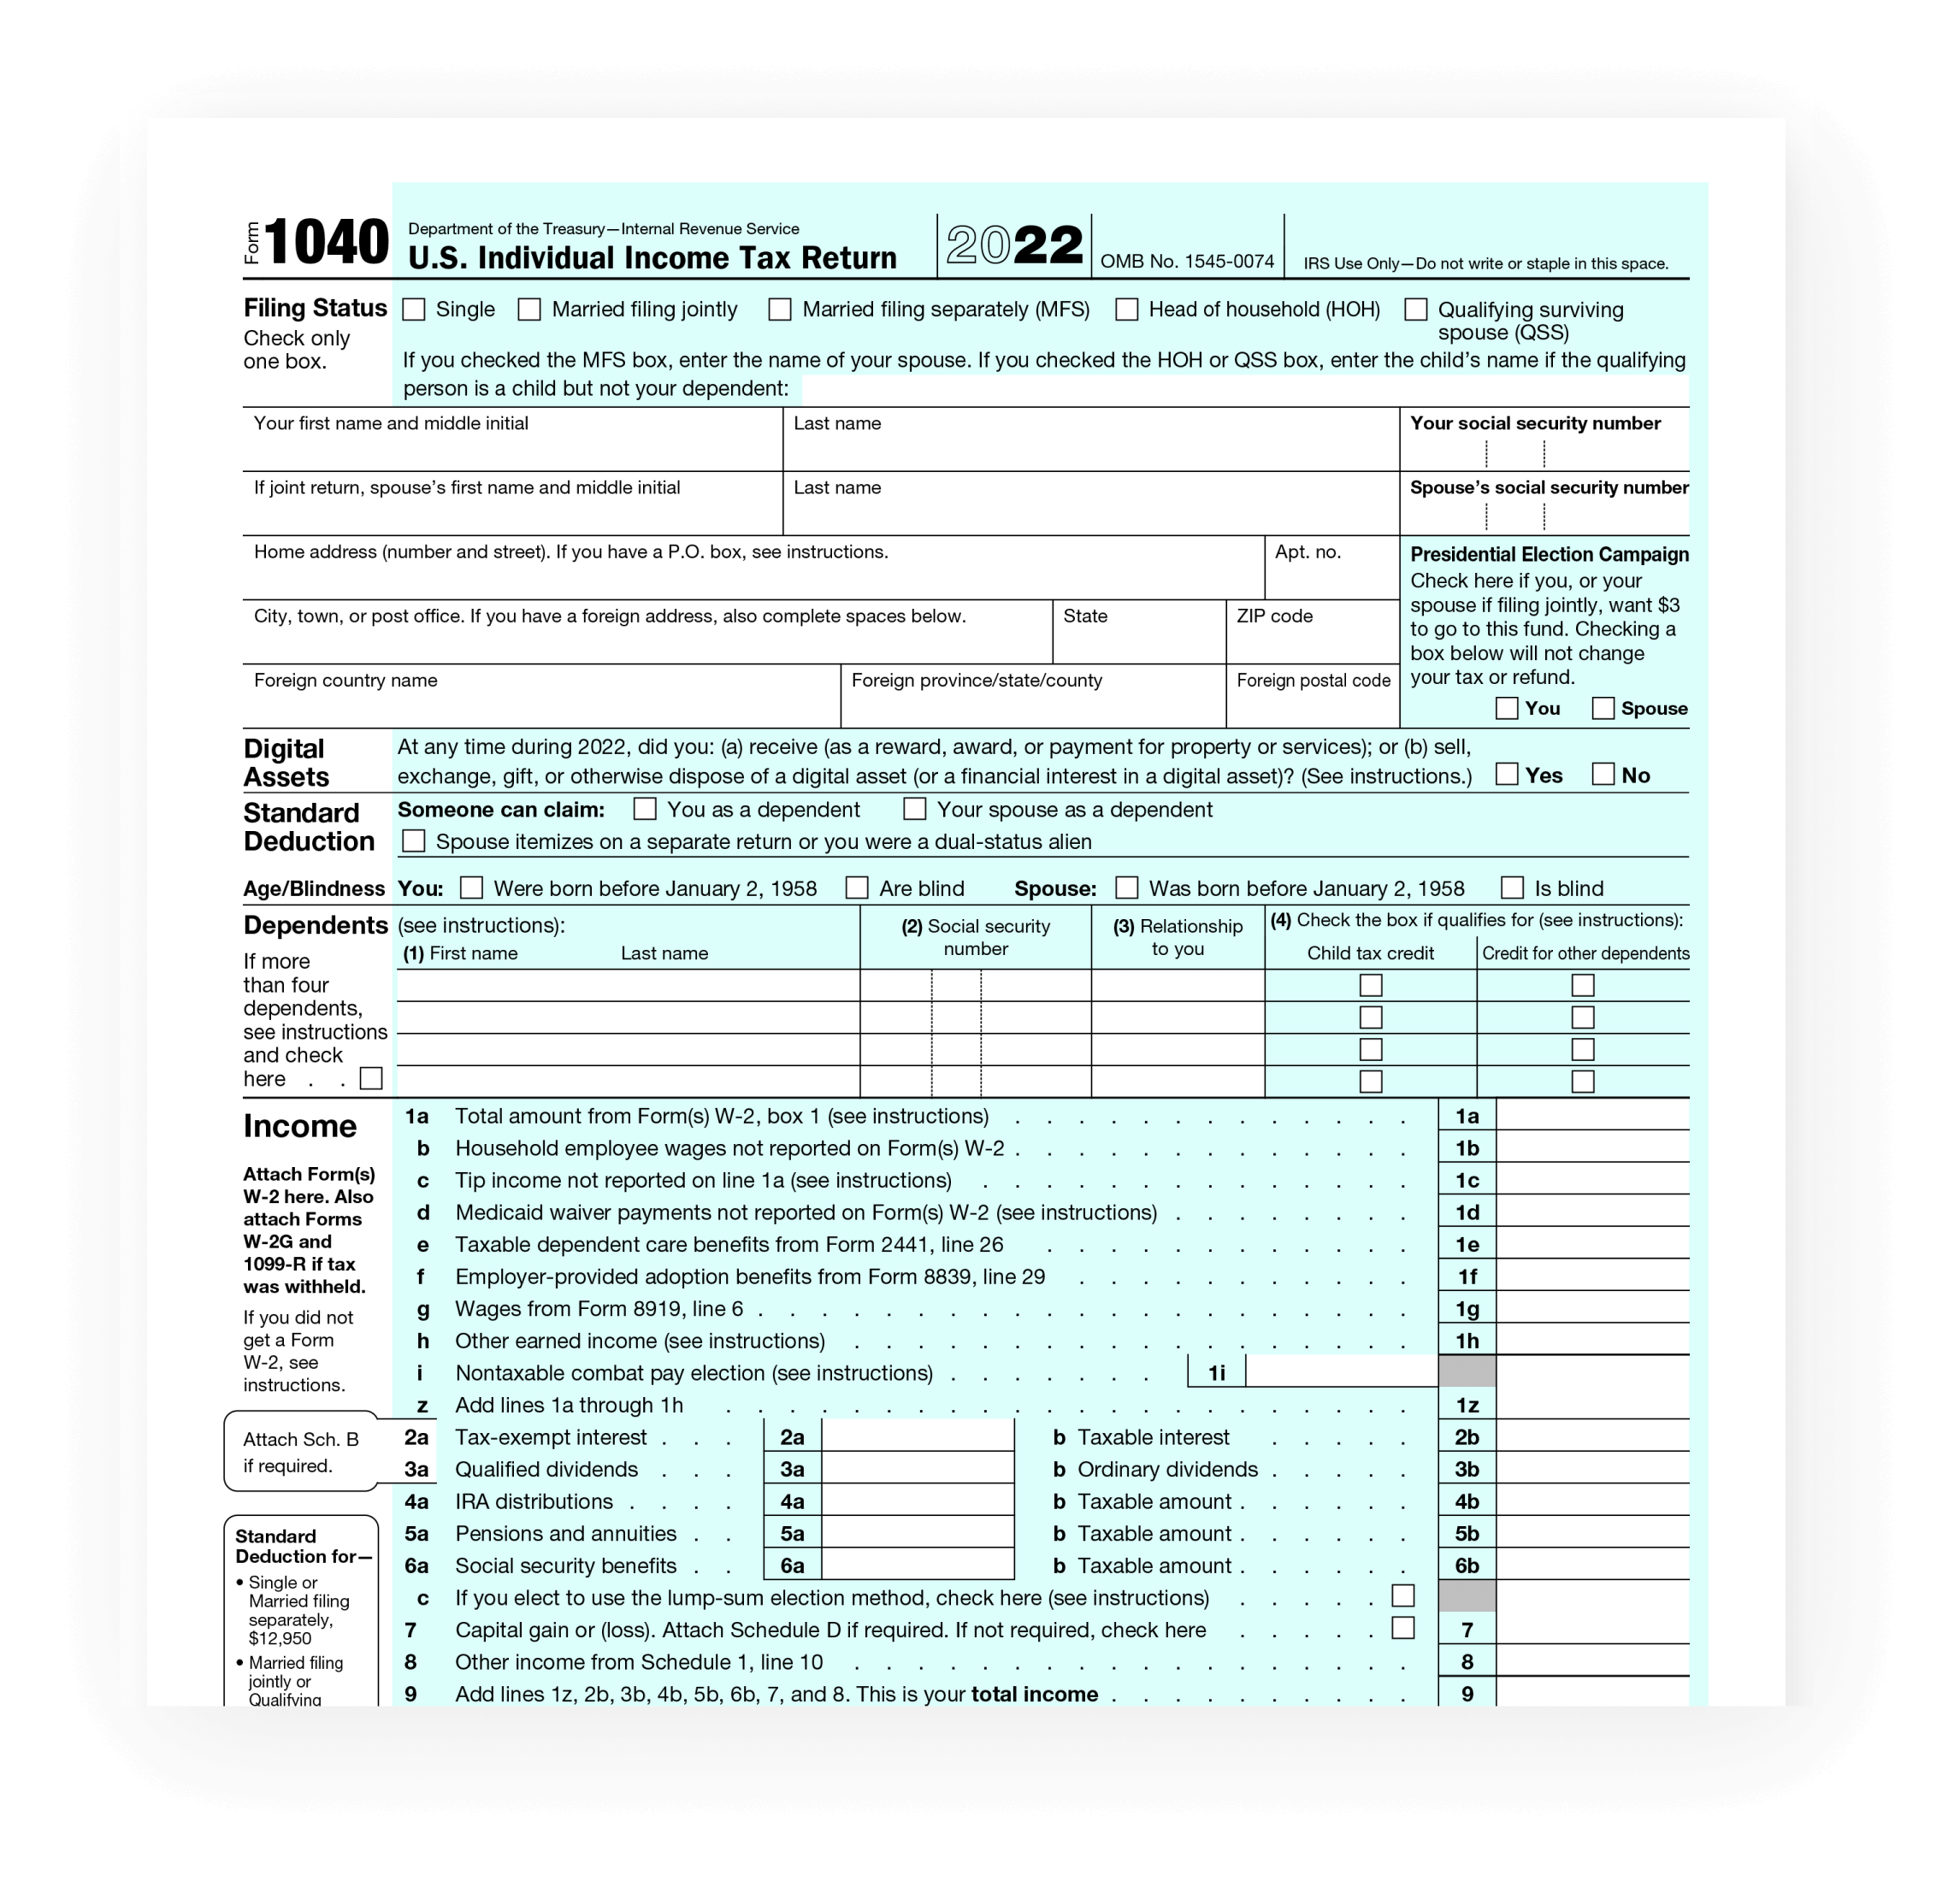 Form 1040 Department of the Treasury—Internal Revenue Service
U.S. Individual Income Tax Return 2022 OMB No. 1545-0074 IRS Use Only—Do not write or staple in this space.
Filing Status
Check only
one box.
Single Married filing jointly Married filing separately (MFS) Head of household (HOH) Qualifying surviving
spouse (QSS)
If you checked the MFS box, enter the name of your spouse. If you checked the HOH or QSS box, enter the child’s name if the qualifying
person is a child but not your dependent:
Your first name and middle initial Last name Your social security number
If joint return, spouse’s first name and middle initial Last name Spouse’s social security number
Home address (number and street). If you have a P.O. box, see instructions. Apt. no.
City, town, or post office. If you have a foreign address, also complete spaces below. State ZIP code
Foreign country name Foreign province/state/county Foreign postal code
Presidential Election Campaign
Check here if you, or your
spouse if filing jointly, want $3
to go to this fund. Checking a
box below will not change
your tax or refund.
You Spouse
Digital
Assets
At any time during 2022, did you: (a) receive (as a reward, award, or payment for property or services); or (b) sell,
exchange, gift, or otherwise dispose of a digital asset (or a financial interest in a digital asset)? (See instructions.) Yes No
Standard
Deduction
Someone can claim: You as a dependent Your spouse as a dependent
Spouse itemizes on a separate return or you were a dual-status alien
Age/Blindness You: Were born before January 2, 1958 Are blind Spouse: Was born before January 2, 1958 Is blind
Dependents (see instructions):
(1) First name Last name
(2) Social security
number
(3) Relationship
to you
(4) Check the box if qualifies for (see instructions):
Child tax credit Credit for other dependents
If more
than four
dependents,
see instructions
and check
here . .
Income
Attach Form(s)
W-2 here. Also
attach Forms
W-2G and
1099-R if tax
was withheld.
If you did not
get a Form
W-2, see
instructions.
1a Total amount from Form(s) W-2, box 1 (see instructions) . . . . . . . . . . . . . 1a
b Household employee wages not reported on Form(s) W-2 . . . . . . . . . . . . . 1b
c Tip income not reported on line 1a (see instructions) . . . . . . . . . . . . . . 1c
d Medicaid waiver payments not reported on Form(s) W-2 (see instructions) . . . . . . . . 1d
e Taxable dependent care benefits from Form 2441, line 26 . . . . . . . . . . . . 1e
f Employer-provided adoption benefits from Form 8839, line 29 . . . . . . . . . . . 1f
g Wages from Form 8919, line 6 . . . . . . . . . . . . . . . . . . . . . 1g
h Other earned income (see instructions) . . . . . . . . . . . . . . . . . . 1h
i Nontaxable combat pay election (see instructions) . . . . . . . 1i
z Add lines 1a through 1h . . . . . . . . . . . . . . . . . . . . . . 1z
Attach Sch. B
if required.
2a Tax-exempt interest . . . 2a b Taxable interest . . . . . 2b
3a Qualified dividends . . . 3a b Ordinary dividends . . . . . 3b
4a IRA distributions . . . . 4a b Taxable amount . . . . . . 4b
5a Pensions and annuities . . 5a b Taxable amount . . . . . . 5b
6a Social security benefits . . 6a b Taxable amount . . . . . . 6b
c If you elect to use the lump-sum election method, check here (see instructions) . . . . .
7 Capital gain or (loss). Attach Schedule D if required. If not required, check here . . . . . 7
8 Other income from Schedule 1, line 10 . . . . . . . . . . . . . . . . . . 8
9 Add lines 1z, 2b, 3b, 4b, 5b, 6b, 7, and 8. This is your total income . . . . . . . . . . 9
Standard
Deduction for—
• Single or
Married filing
separately,
$12,950
• Married filing
jointly or
Qualifying